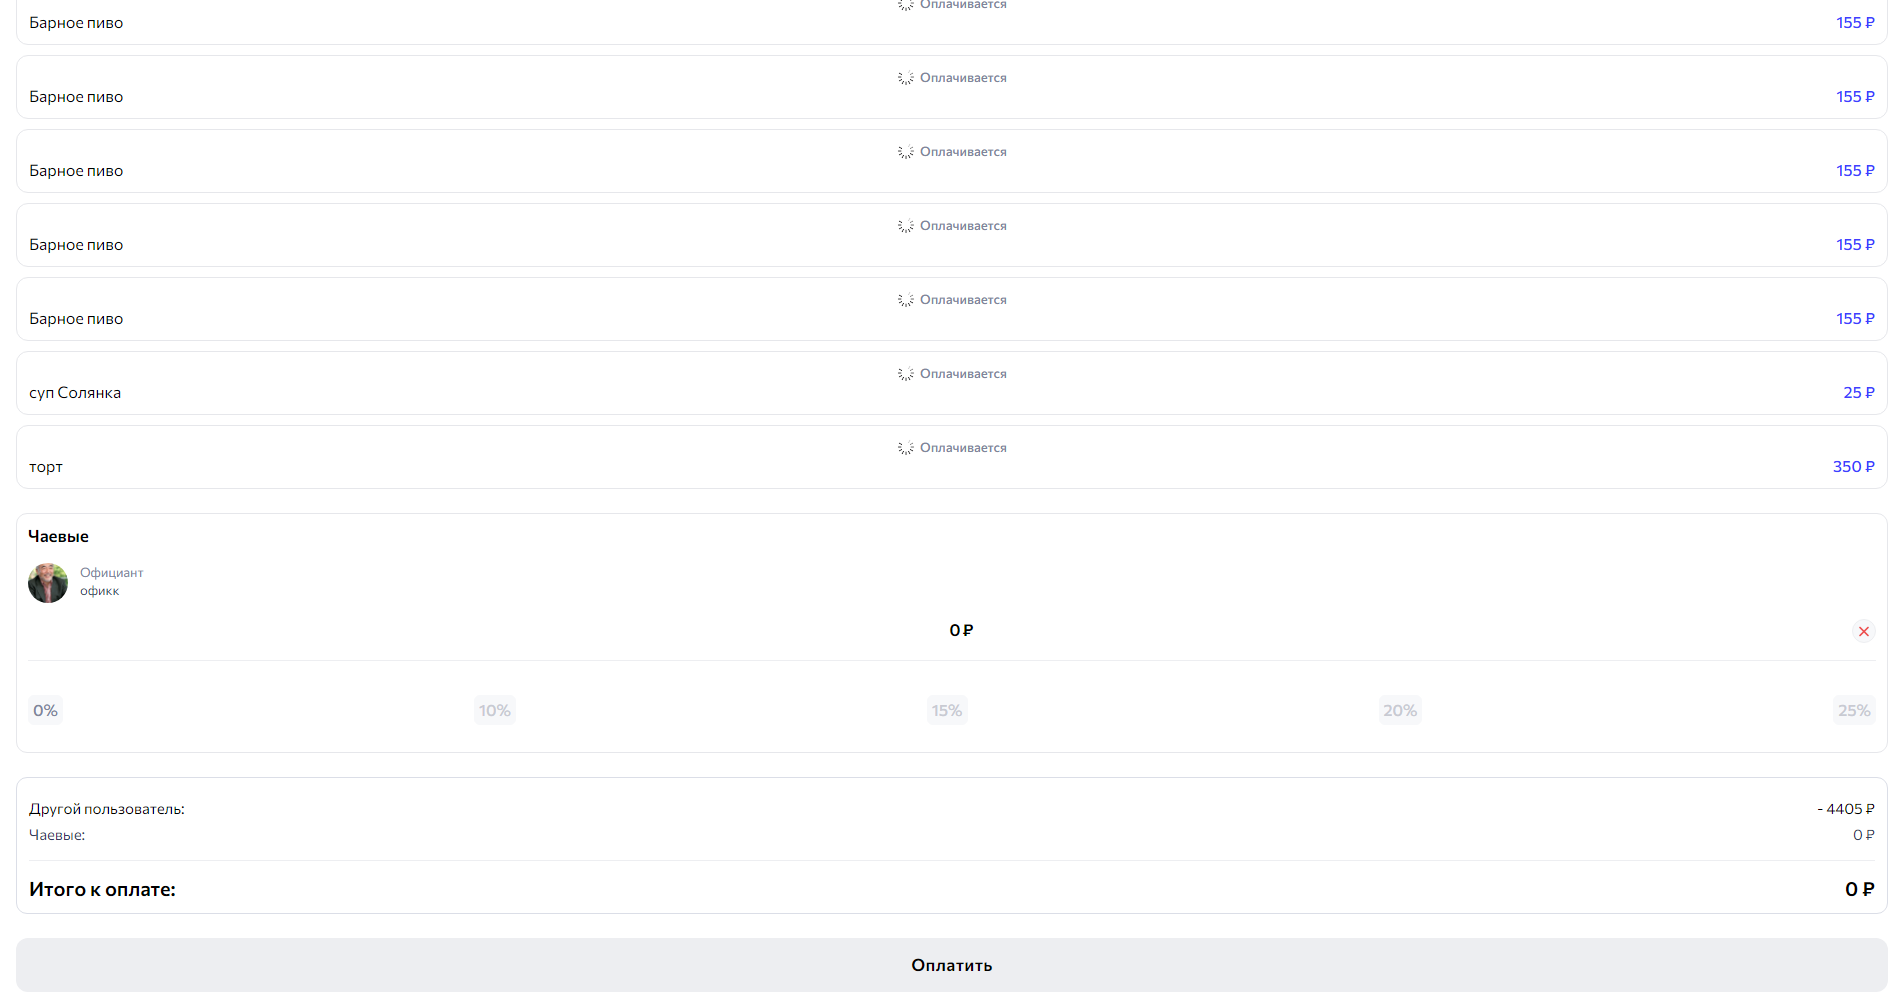 Оплачивается
Барное пиво 155 ₽
Оплачивается
Барное пиво 155 ₽
Оплачивается
Барное пиво 155 ₽
Оплачивается
Барное пиво 155 ₽
Оплачивается
Барное пиво 155 ₽
Оплачивается
суп Солянка 25 ₽
Оплачивается
торт 350 ₽
Чаевые
Официант
офикк
0 ₽
0% 10% 15% 20% 25%
Другой пользователь: - 4405 ₽
Чаевые: 0 ₽
Итого к оплате: 0 ₽
Оплатить